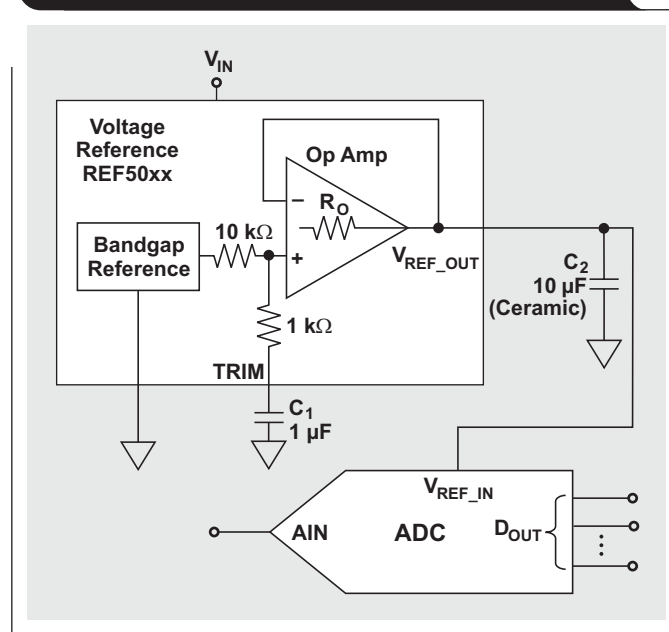 V_IN
Voltage
Reference
REF50xx
Op Amp
–
R_O
10 kΩ
Bandgap
Reference
+
V_REF_OUT
C_2
10 µF
(Ceramic)
1 kΩ
TRIM
C_1
1 µF
V_REF_IN
AIN
ADC
D_OUT